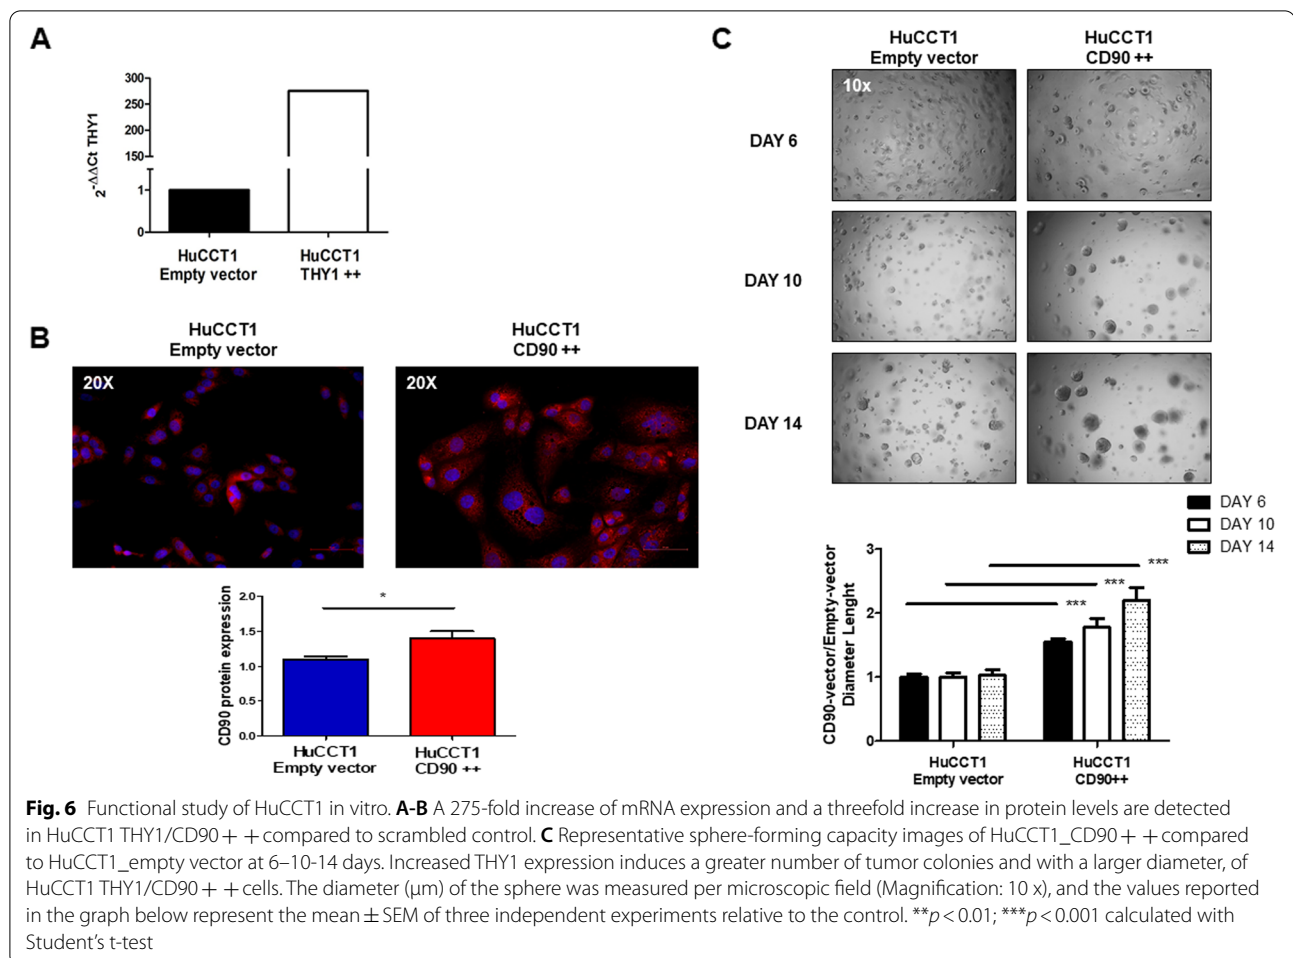 A
2^-ΔΔCt THY1
300
250
200
150
1
0
HuCCT1
Empty vector
HuCCT1
THY1 ++
B
HuCCT1
Empty vector
HuCCT1
CD90 ++
20X
20X
CD90 protein expression
2.0
1.5
1.0
0.5
0.0
*
HuCCT1
Empty vector
HuCCT1
CD90 ++
C
HuCCT1
Empty vector
HuCCT1
CD90 ++
10x
DAY 6
DAY 10
DAY 14
DAY 6
DAY 10
DAY 14
CD90-vector/Empty-vector
Diameter Lenght
3
2
1
0
***
***
***
HuCCT1
Empty vector
HuCCT1
CD90++
Fig. 6 Functional study of HuCCT1 in vitro. A-B A 275-fold increase of mRNA expression and a threefold increase in protein levels are detected
in HuCCT1 THY1/CD90 + + compared to scrambled control. C Representative sphere-forming capacity images of HuCCT1_CD90 + + compared
to HuCCT1_empty vector at 6–10-14 days. Increased THY1 expression induces a greater number of tumor colonies and with a larger diameter, of
HuCCT1 THY1/CD90 + + cells. The diameter (μm) of the sphere was measured per microscopic field (Magnification: 10 x), and the values reported
in the graph below represent the mean ± SEM of three independent experiments relative to the control. **p < 0.01; ***p < 0.001 calculated with
Student's t-test